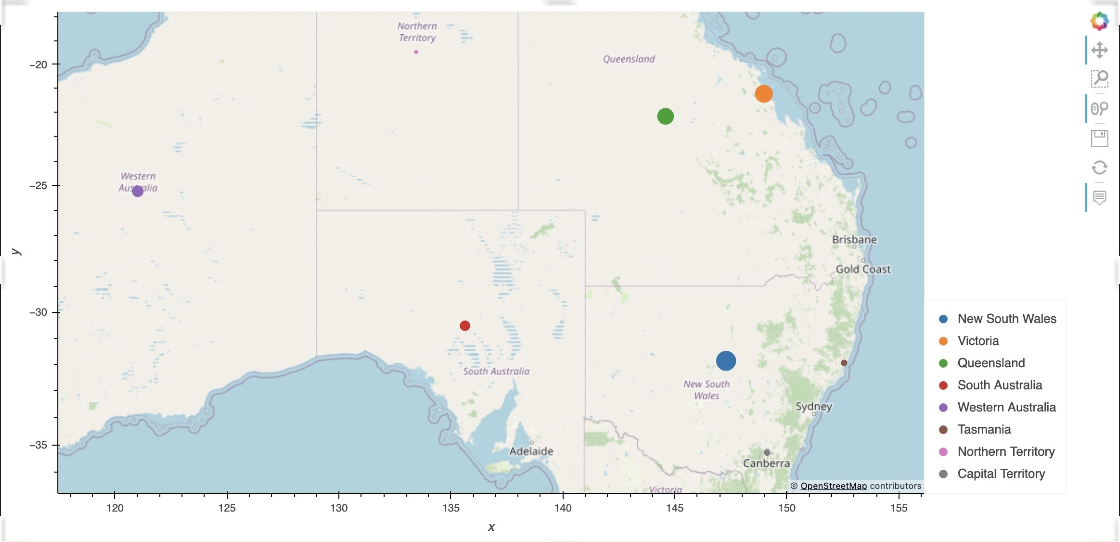 Northern
Territory
Queensland
−20
Western
Australia
−25
y
Brisbane
Gold Coast
−30
New South Wales
Victoria
Queensland
South Australia
Western Australia
Tasmania
Northern Territory
Capital Territory
South Australia
New South
Wales
Sydney
−35
Adelaide
Canberra
Victoria
© OpenStreetMap contributors
120 125 130 135 140 145 150 155
x